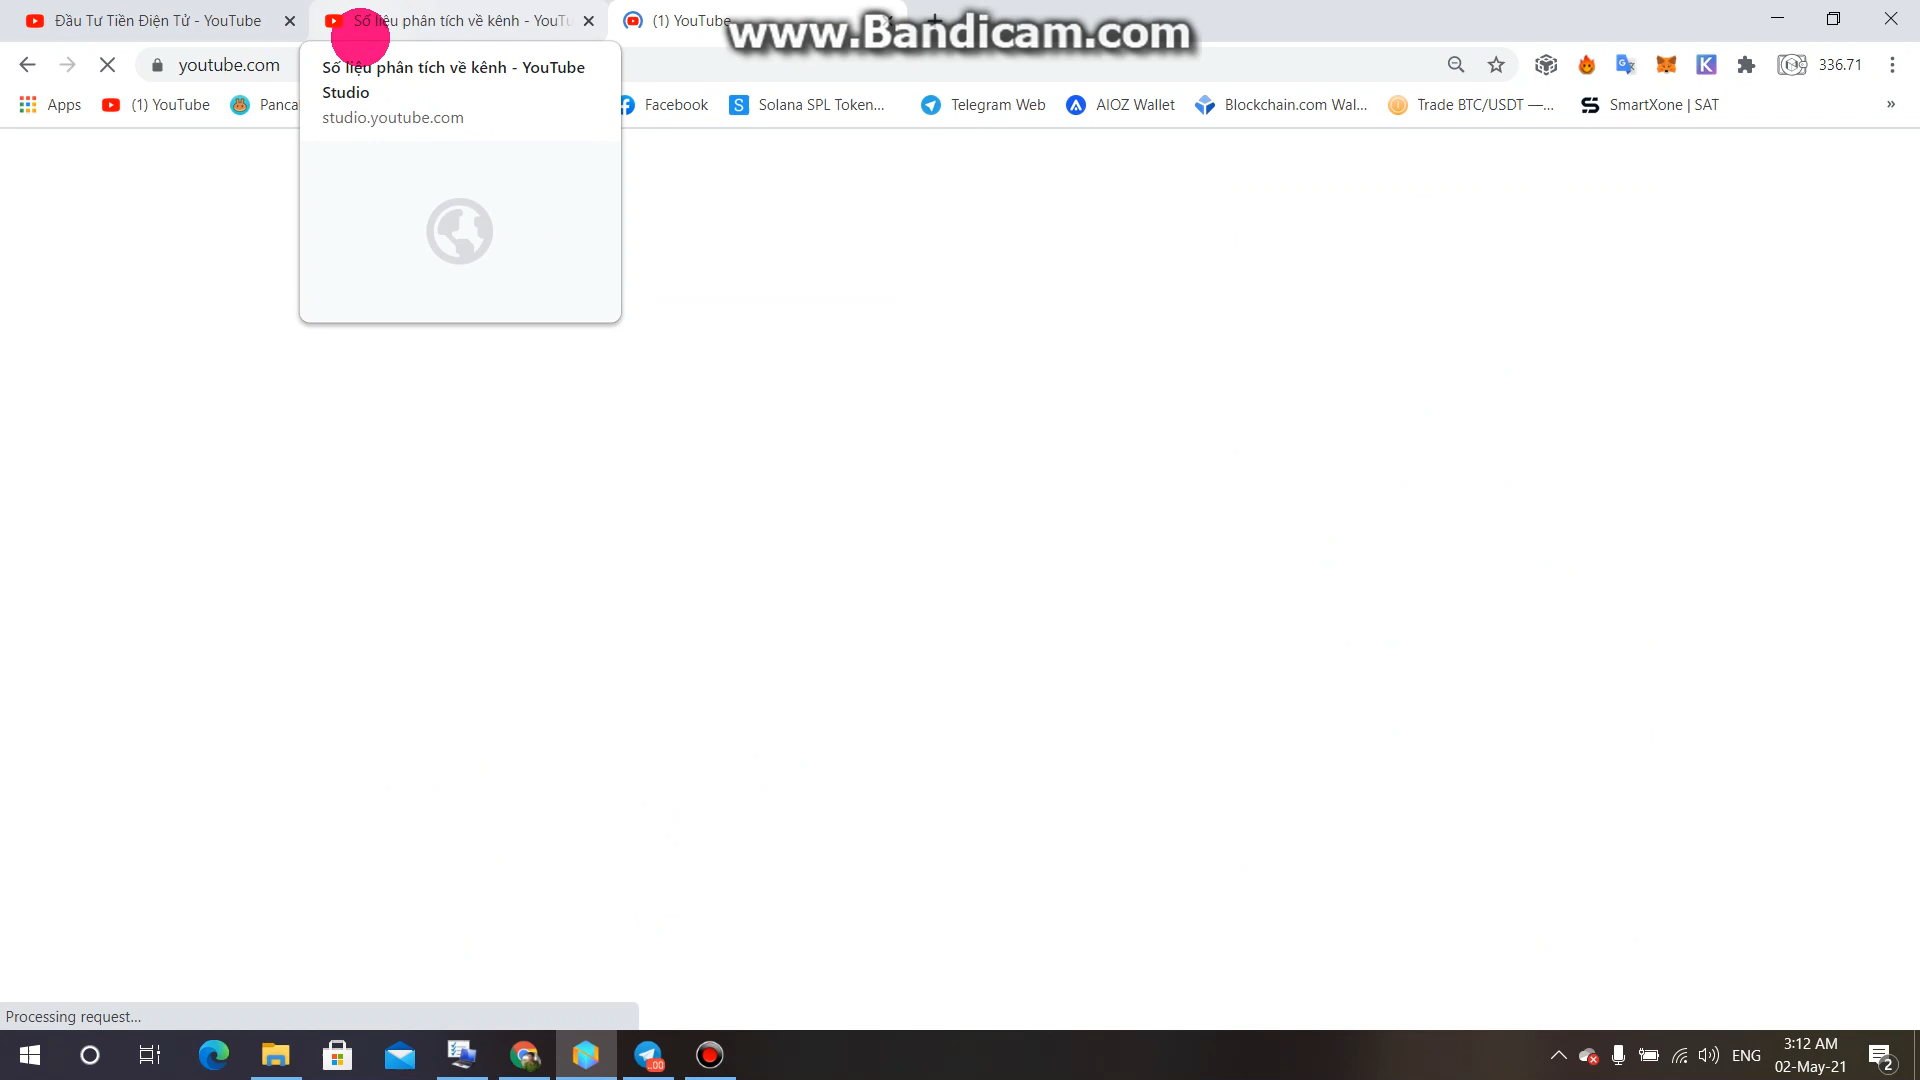 Đầu Tư Tiền Điện Tử - YouTube
Số liệu phân tích về kênh - YouTu
(1) YouTube
www.Bandicam.com
youtube.com
336.71
Số liệu phân tích về kênh - YouTube
Studio
studio.youtube.com
Apps
(1) YouTube
Panca
Facebook
Solana SPL Token...
Telegram Web
AIOZ Wallet
Blockchain.com Wal...
Trade BTC/USDT —...
SmartXone | SAT
»
Processing request...
.00
ENG
3:12 AM
02-May-21
2